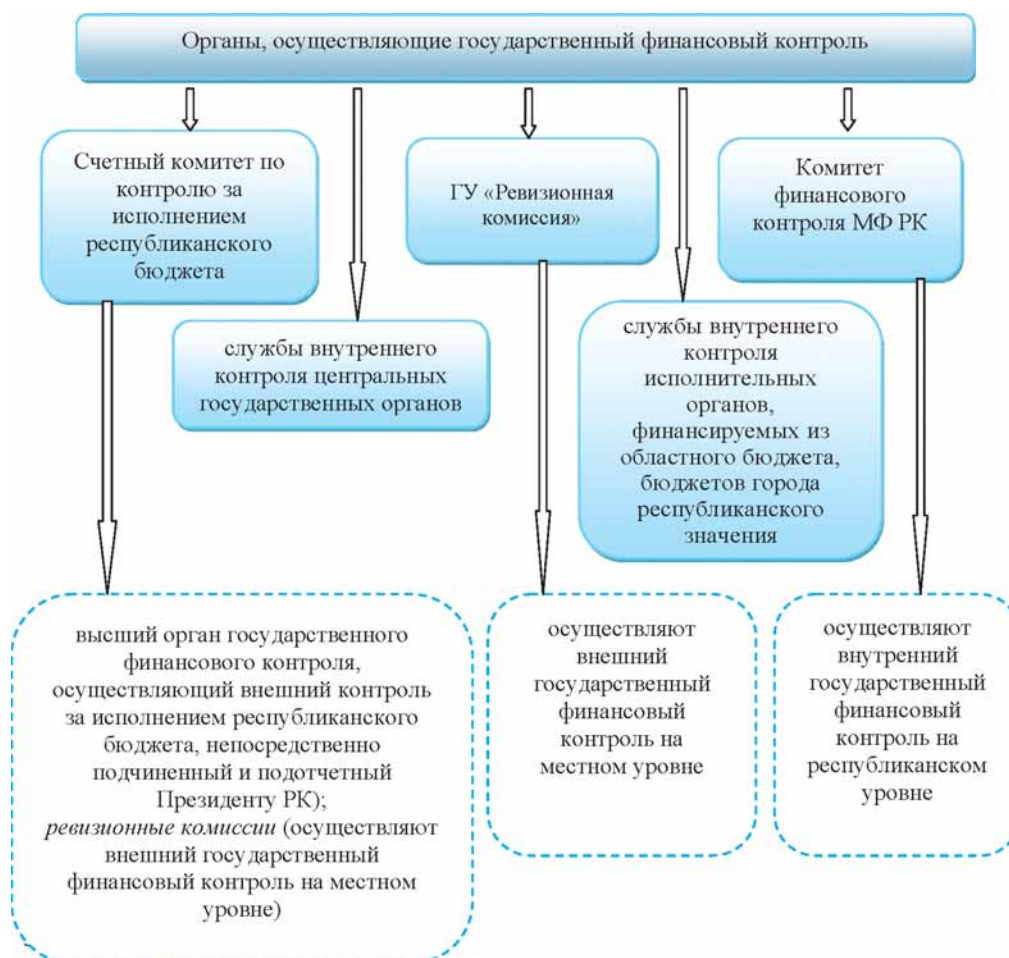 Органы, осуществляющие государственный финансовый контроль
Счетный комитет по
контролю за
исполнением
республиканского
бюджета
ГУ «Ревизионная
комиссия»
Комитет
финансового
контроля МФ РК
службы внутреннего
контроля центральных
государственных органов
службы внутреннего
контроля
исполнительных
органов,
финансируемых из
областного бюджета,
бюджетов города
республиканского
значения
высший орган государственного
финансового контроля,
осуществляющий внешний контроль
за исполнением республиканского
бюджета, непосредственно
подчиненный и подотчетный
Президенту РК);
ревизионные комиссии (осуществляют
внешний государственный
финансовый контроль на местном
уровне)
осуществляют
внешний
государственный
финансовый
контроль на
местном уровне
осуществляют
внутренний
государственный
финансовый
контроль на
республиканском
уровне